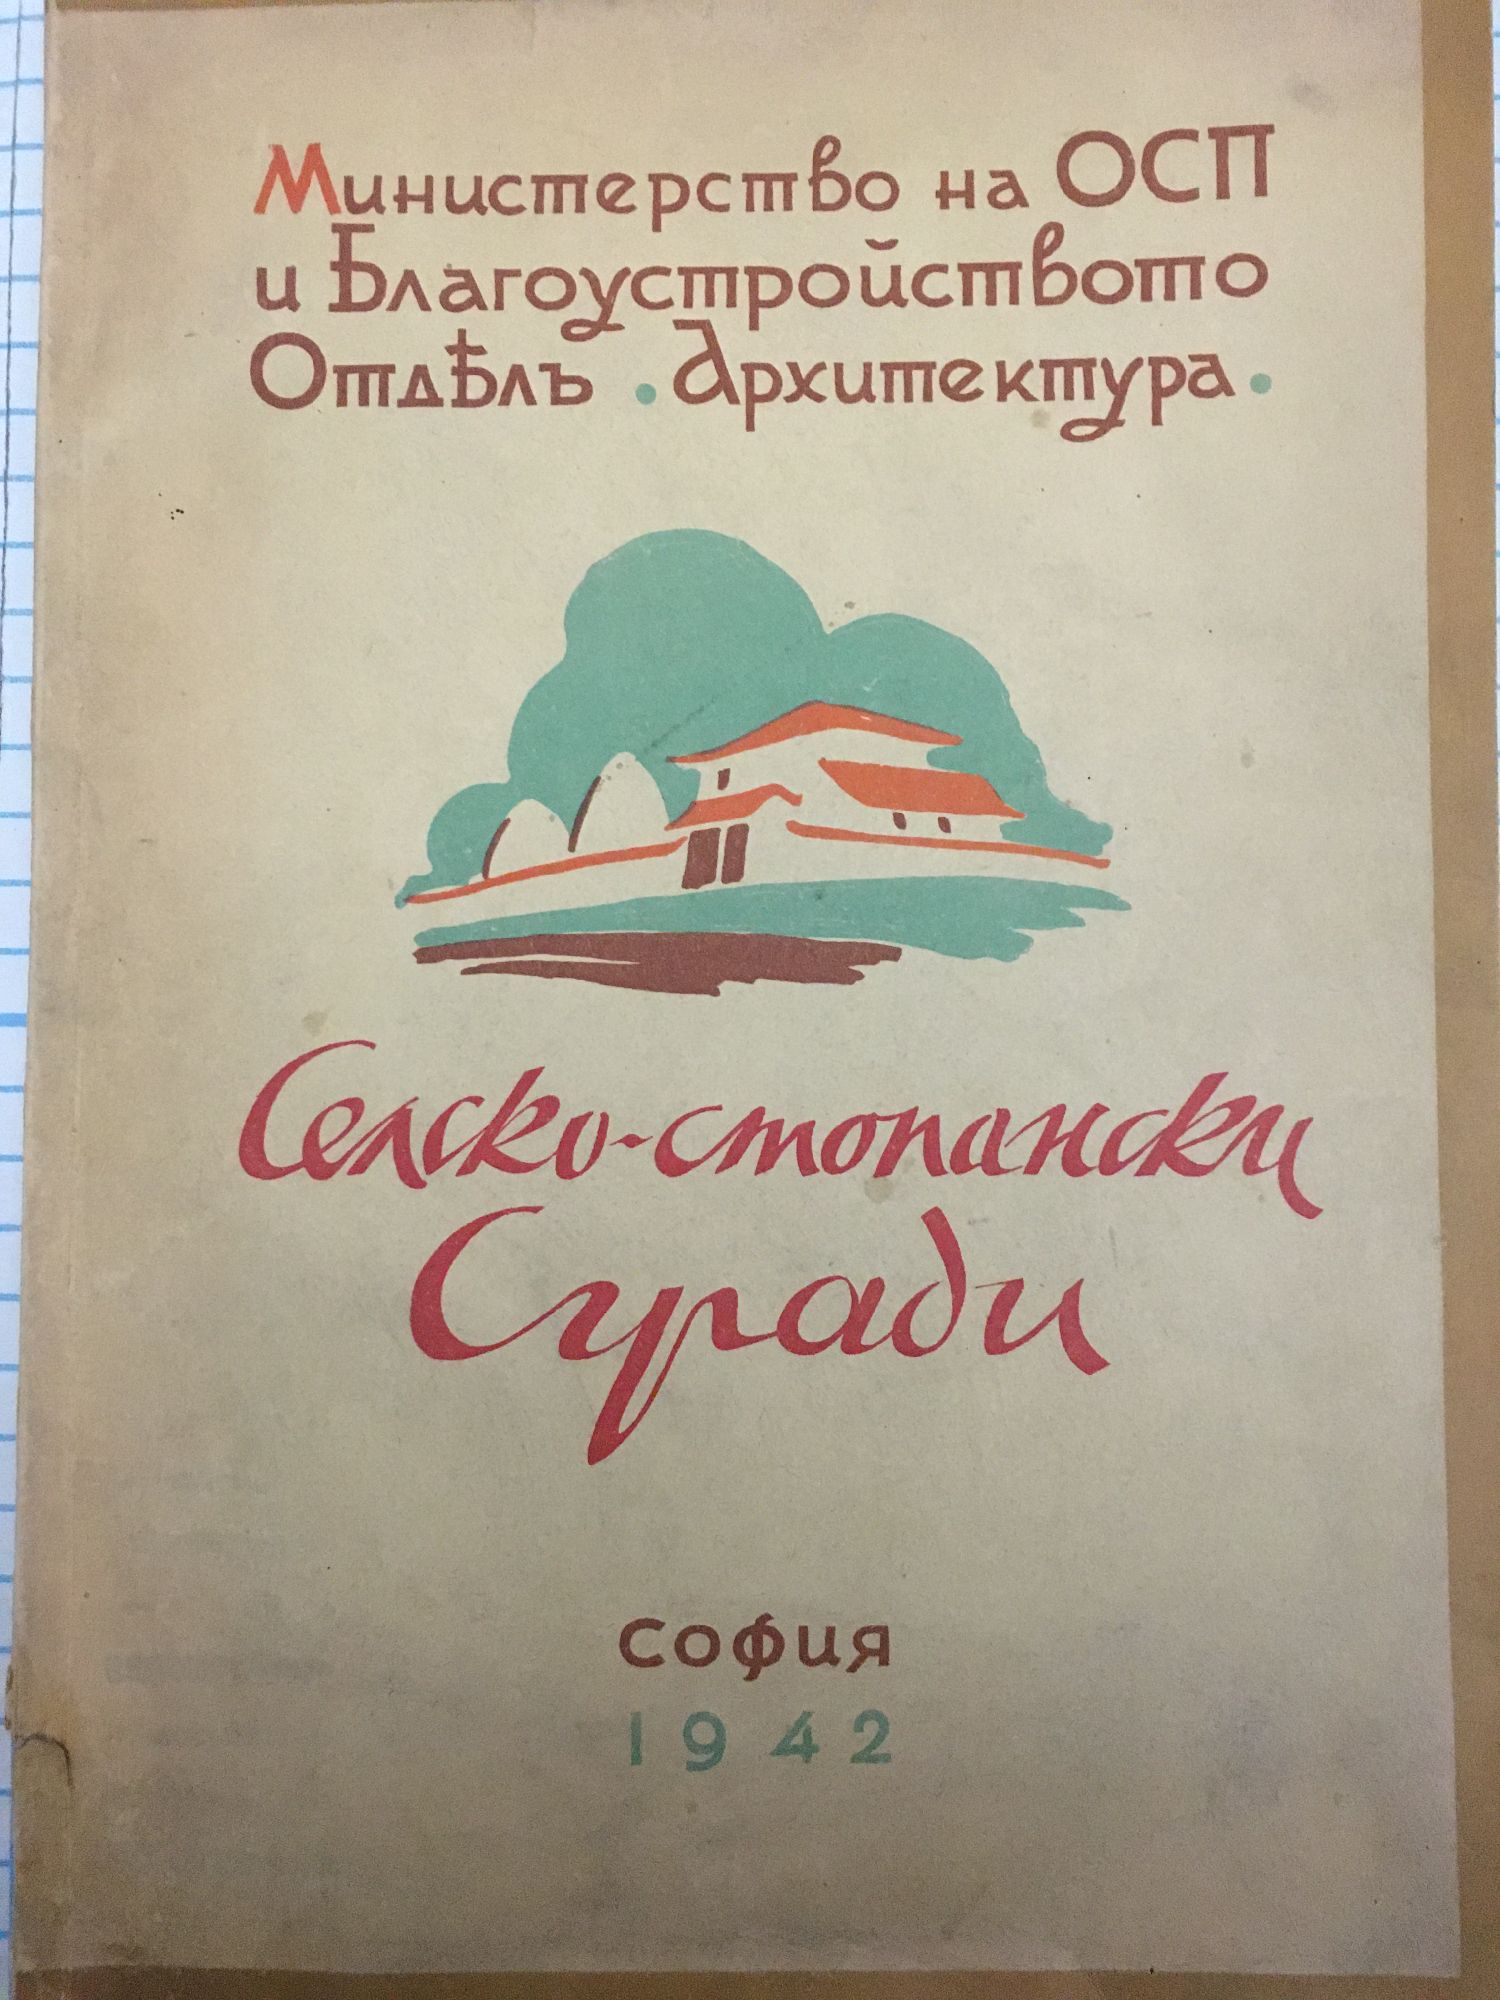 Министерство на ОСП
и Благоустройството
Отдѣлъ • Архитектура •
Селско-стопански
Сгради
СОФИЯ
1942